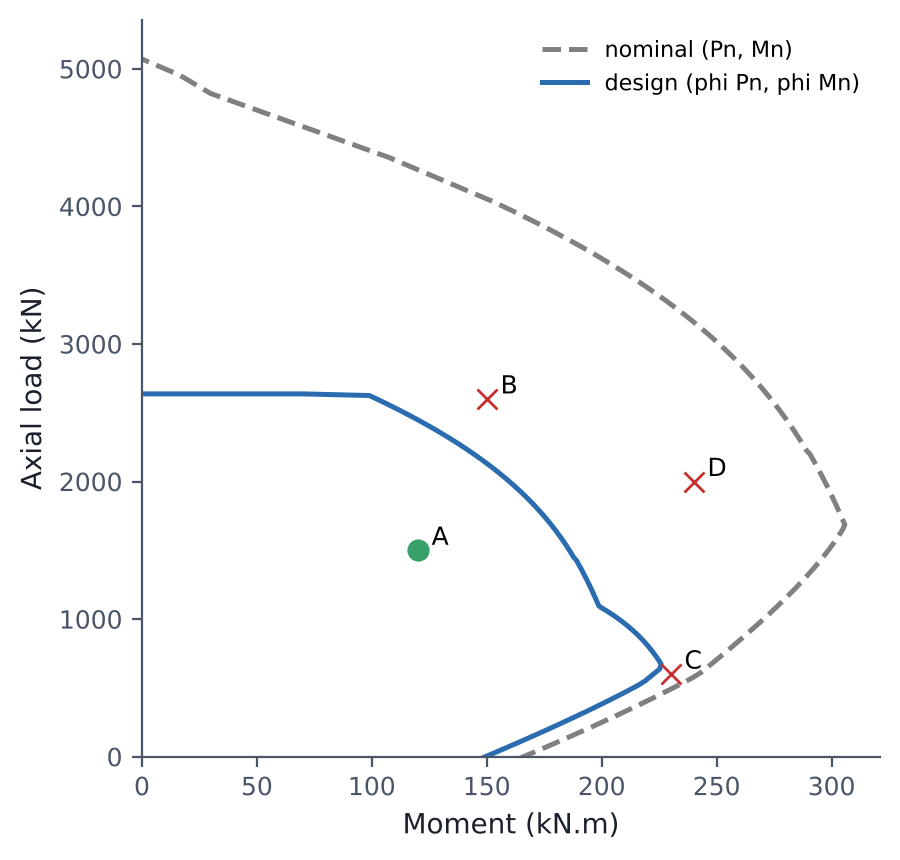 nominal (Pn, Mn)
design (phi Pn, phi Mn)
5000
4000
3000
2000
1000
0
Axial load (kN)
B
D
A
C
0 50 100 150 200 250 300
Moment (kN.m)